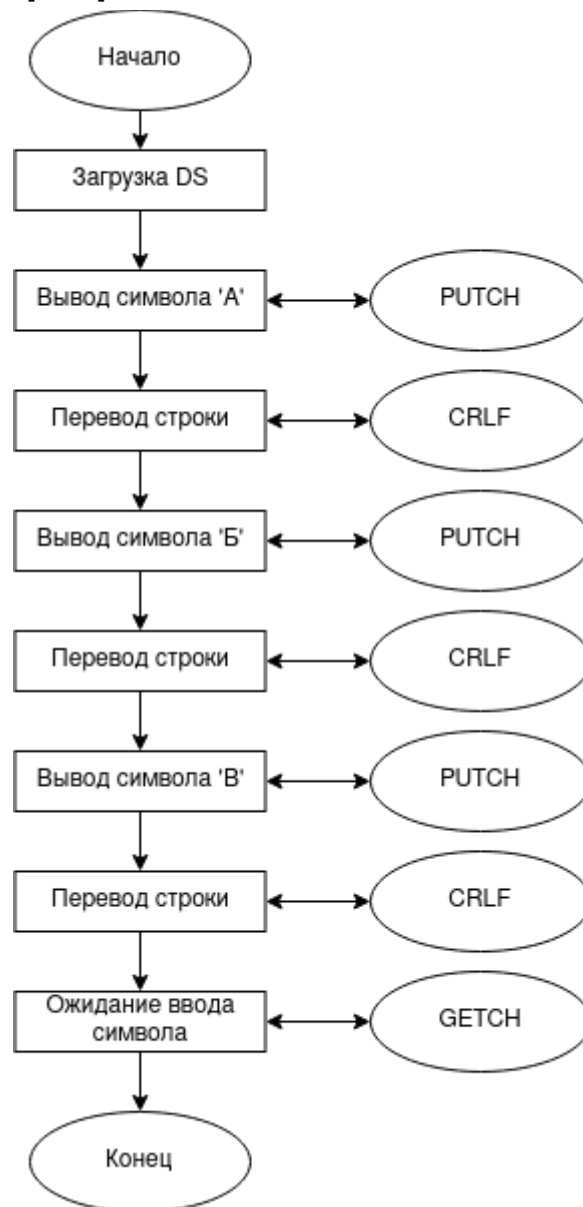 Начало
Загрузка DS
Вывод символа 'А'
PUTCH
Перевод строки
CRLF
Вывод символа 'Б'
PUTCH
Перевод строки
CRLF
Вывод символа 'В'
PUTCH
Перевод строки
CRLF
Ожидание ввода
символа
GETCH
Конец